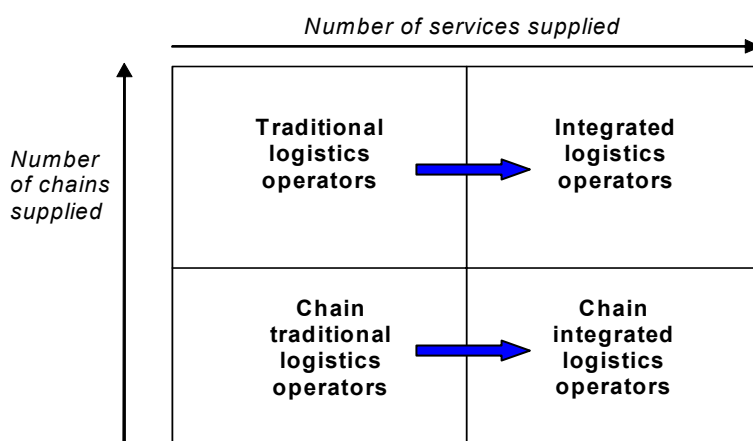 Number of services supplied
Number
of chains
supplied
Traditional
logistics
operators
Integrated
logistics
operators
Chain
traditional
logistics
operators
Chain
integrated
logistics
operators